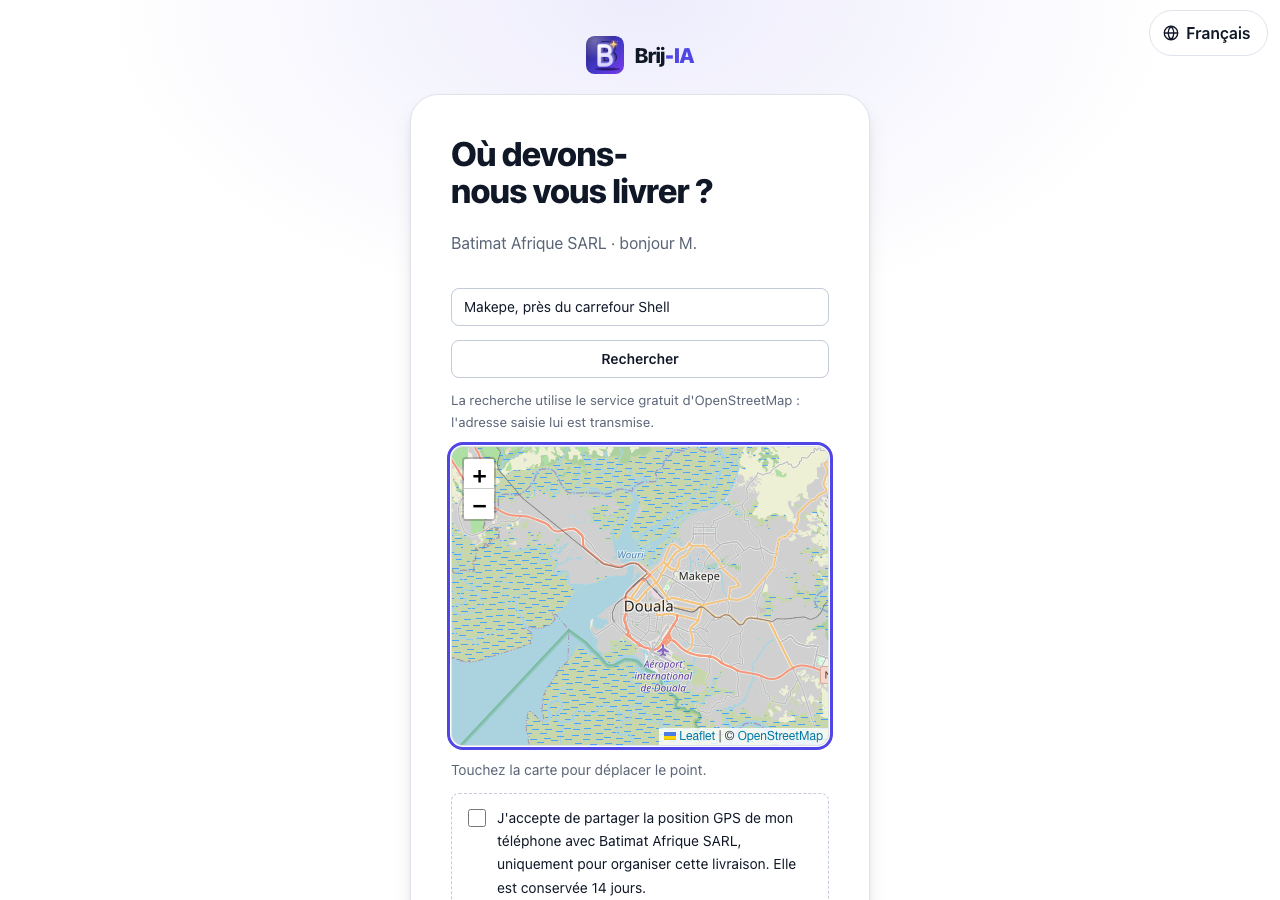 Français
Brij-IA
Où devons-
nous vous livrer ?
Batimat Afrique SARL · bonjour M.
Makepe, près du carrefour Shell
Rechercher
La recherche utilise le service gratuit d'OpenStreetMap :
l'adresse saisie lui est transmise.
+
−
Wouri
Makepe
Douala
Aéroport
international
de Douala
N
Leaflet | © OpenStreetMap
Touchez la carte pour déplacer le point.
J'accepte de partager la position GPS de mon
téléphone avec Batimat Afrique SARL,
uniquement pour organiser cette livraison. Elle
est conservée 14 jours.